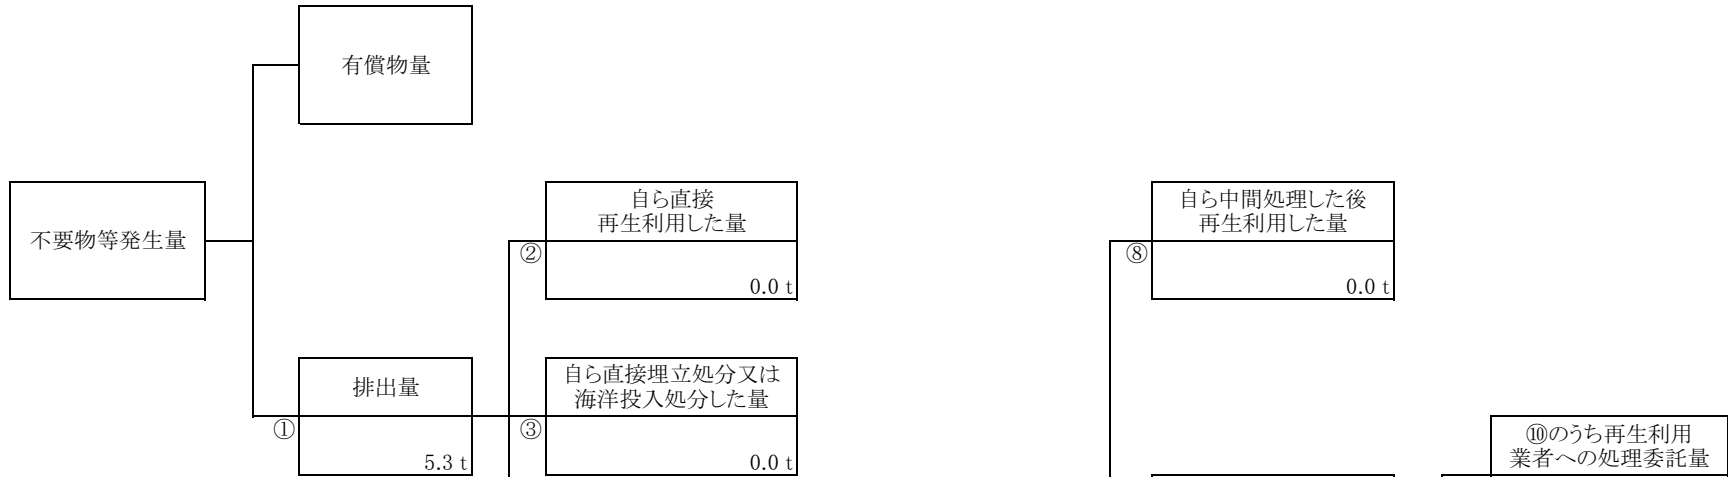 有償物量
不要物等発生量
自ら直接
再生利用した量
②
0.0 t
自ら中間処理した後
再生利用した量
⑧
0.0 t
排出量
①
5.3 t
自ら直接埋立処分又は
海洋投入処分した量
③
0.0 t
⑩のうち再生利用
業者への処理委託量